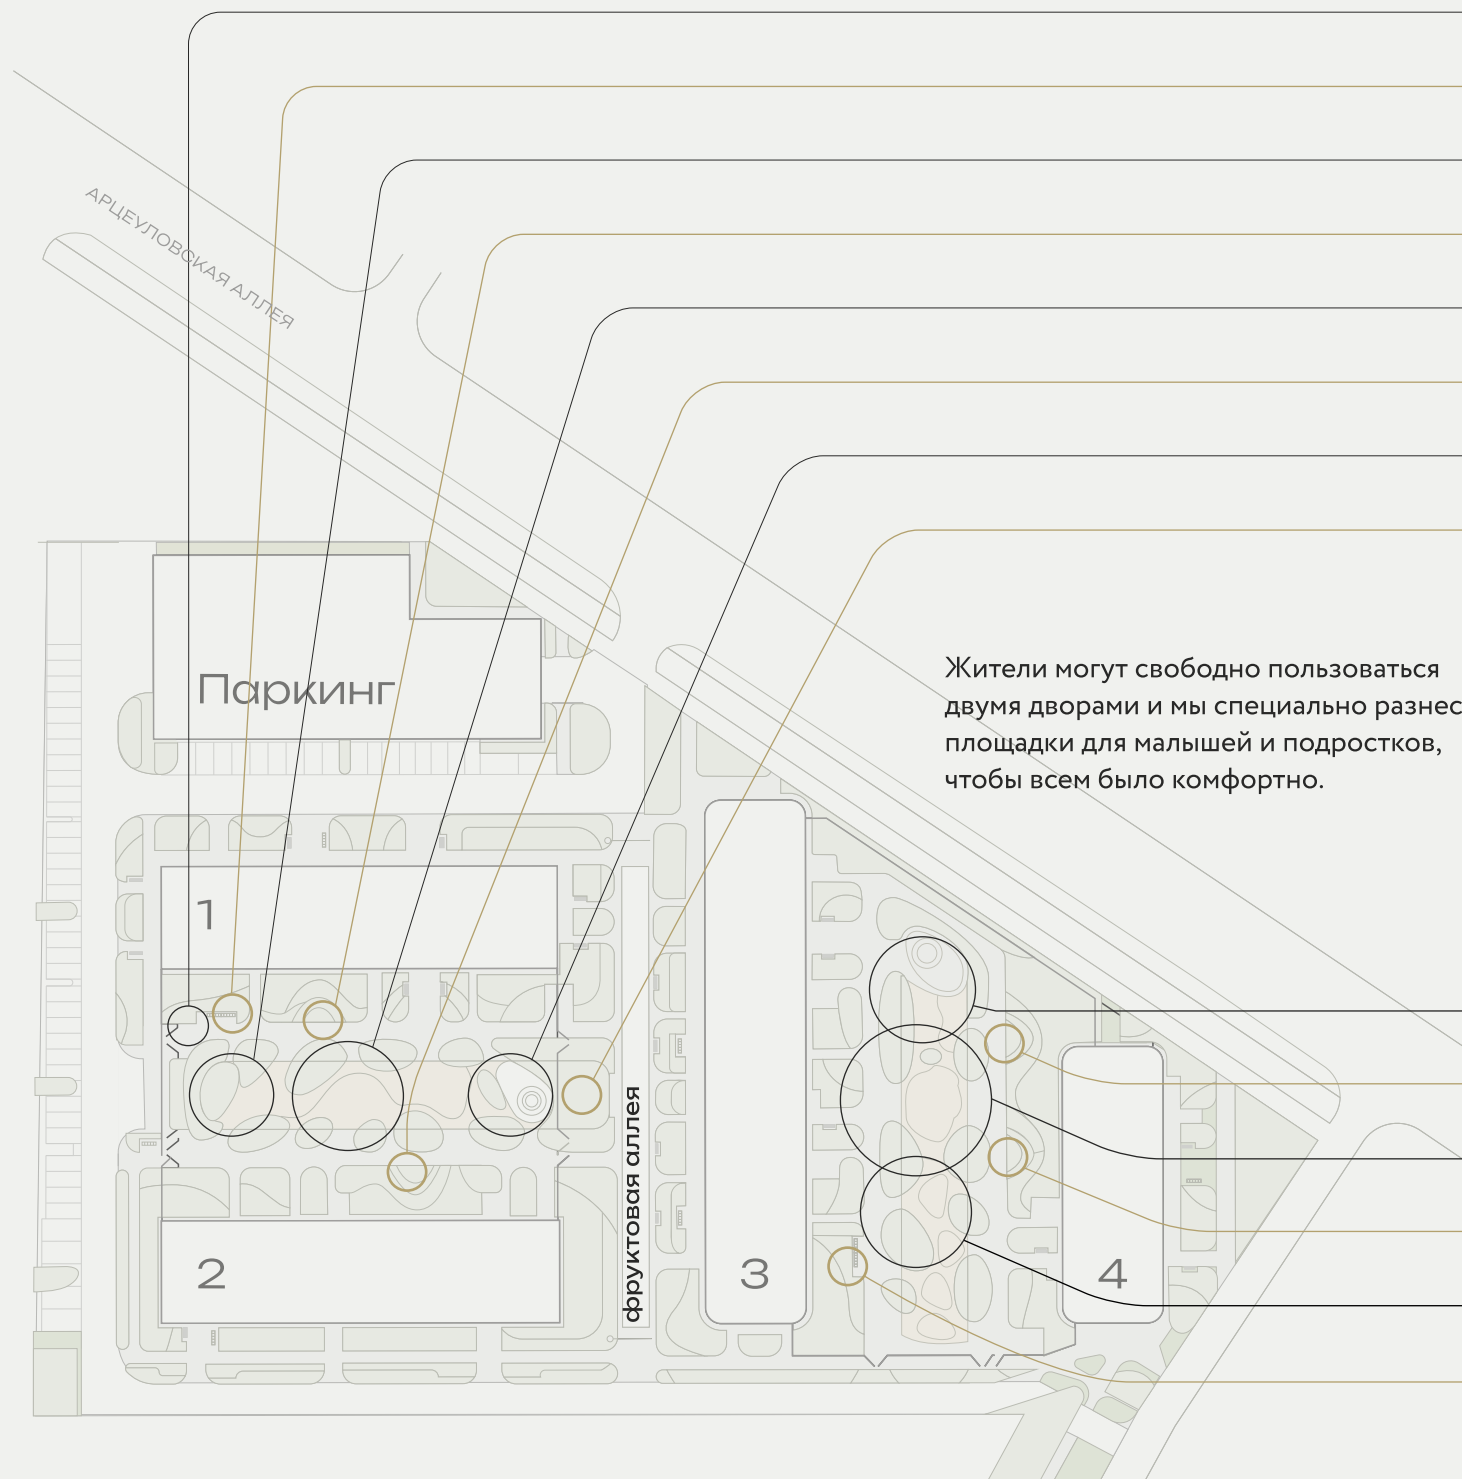 АРЦЕУЛОВСКАЯ АЛЛЕЯ
Жители могут свободно пользоваться
двумя дворами и мы специально разнес
площадки для малышей и подростков,
чтобы всем было комфортно.
Паркинг
1
фруктовая аллея
2
3
4